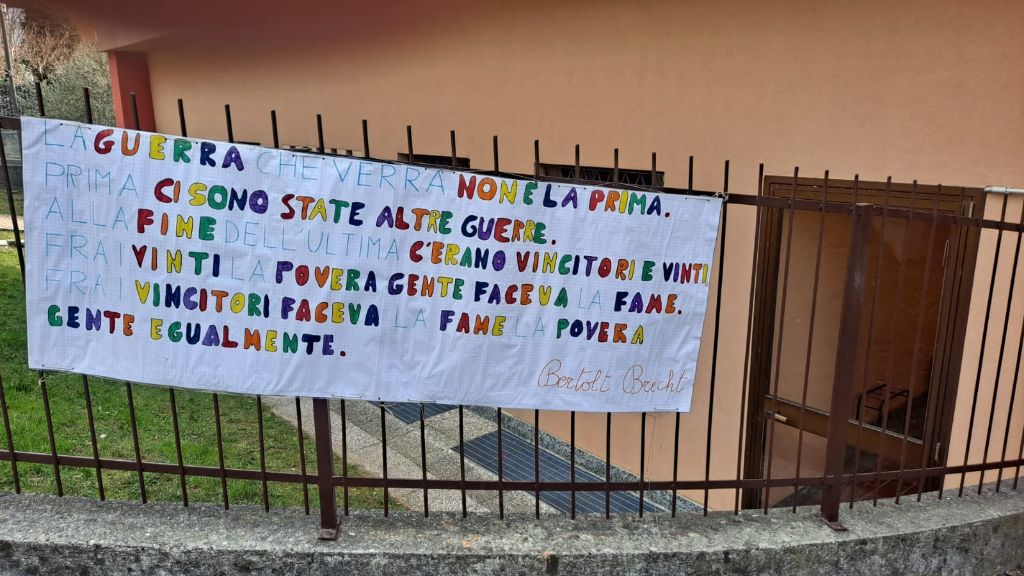 LA GUERRA CHE VERRA NON E LA PRIMA.
PRIMA CI SONO STATE ALTRE GUERRE.
ALLA FINE DELL'ULTIMA C'ERANO VINCITORI E VINTI
FRA I VINTI LA POVERA GENTE FACEVA LA FAME.
FRA I VINCITORI FACEVA LA FAME LA POVERA
GENTE EGUALMENTE.
Bertolt Brecht